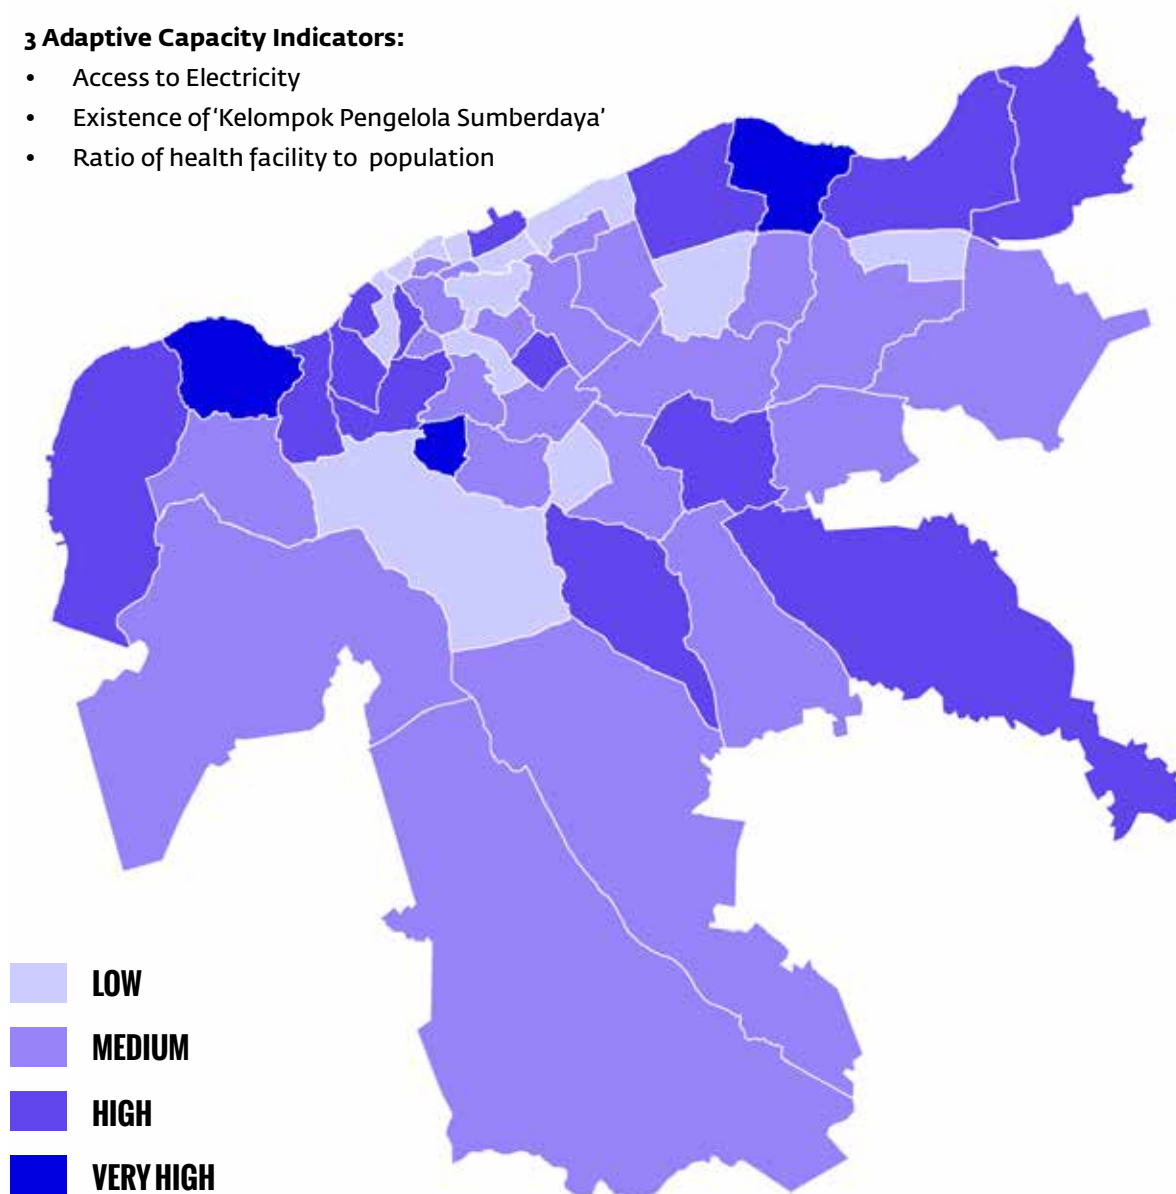 3 Adaptive Capacity Indicators:
• Access to Electricity
• Existence of 'Kelompok Pengelola Sumberdaya'
• Ratio of health facility to population
LOW
MEDIUM
HIGH
VERY HIGH